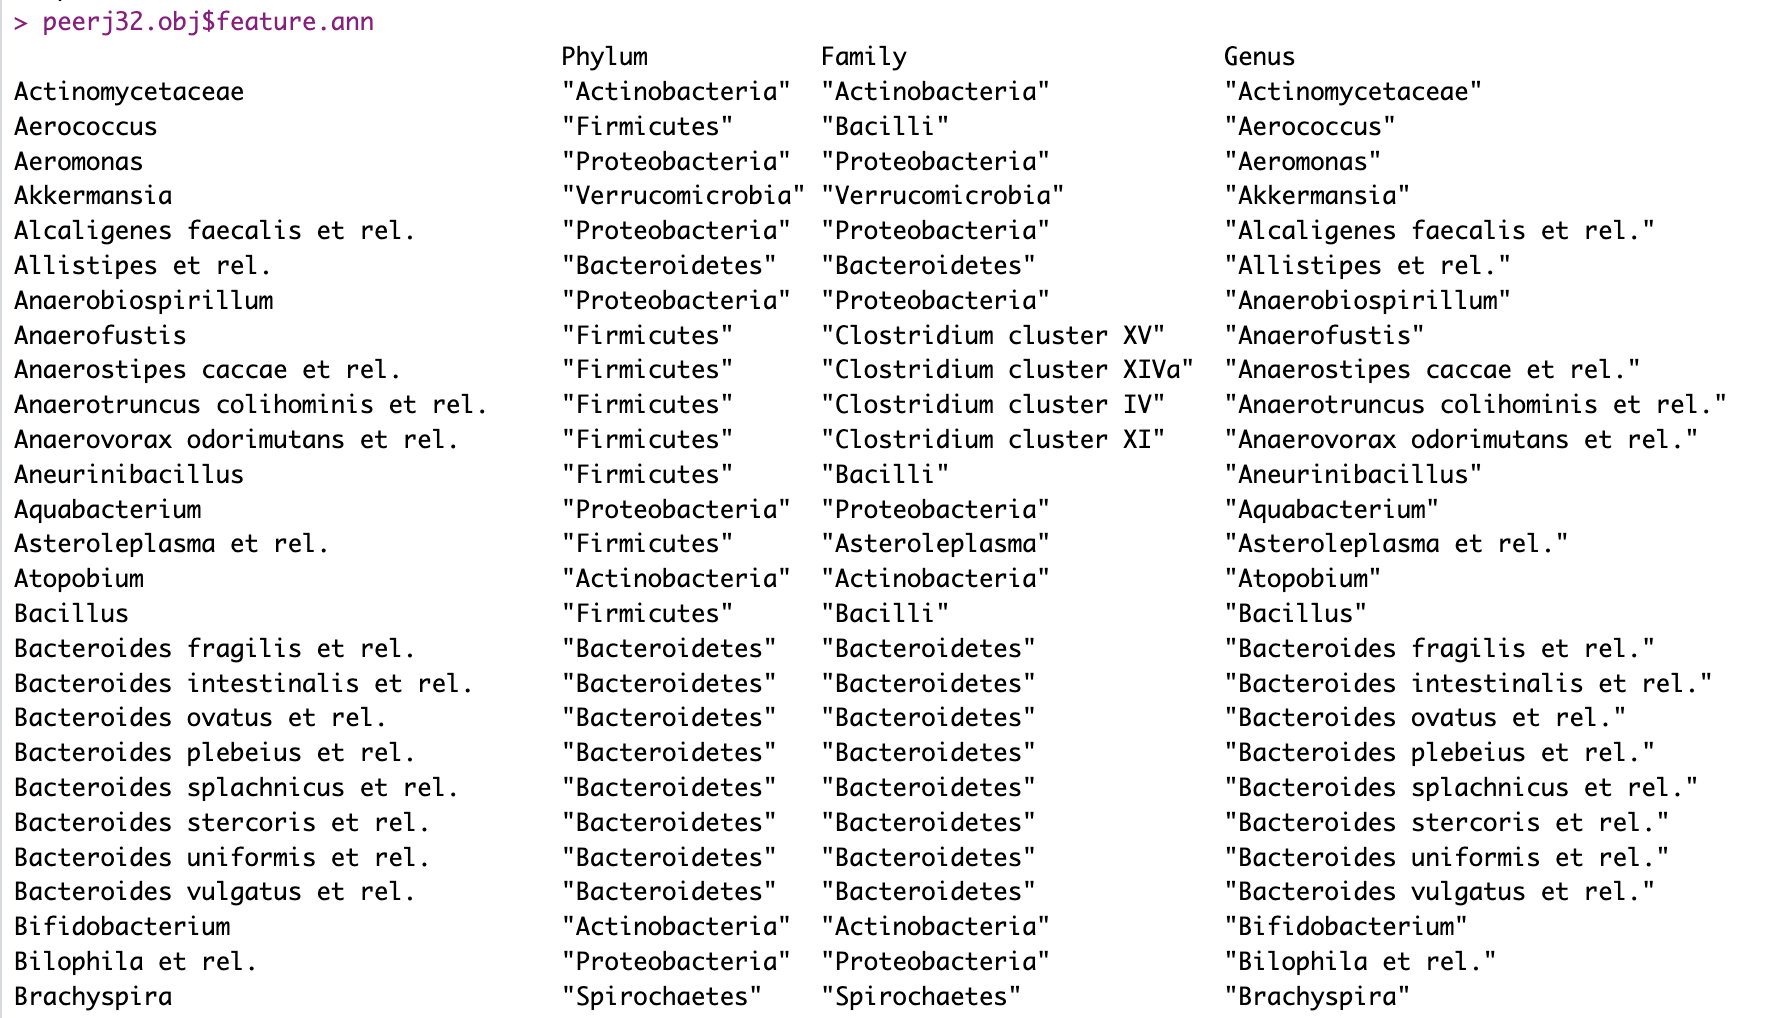 > peerj32.obj$feature.ann
Phylum Family Genus
Actinomycetaceae "Actinobacteria" "Actinobacteria" "Actinomycetaceae"
Aerococcus "Firmicutes" "Bacilli" "Aerococcus"
Aeromonas "Proteobacteria" "Proteobacteria" "Aeromonas"
Akkermansia "Verrucomicrobia" "Verrucomicrobia" "Akkermansia"
Alcaligenes faecalis et rel. "Proteobacteria" "Proteobacteria" "Alcaligenes faecalis et rel."
Allistipes et rel. "Bacteroidetes" "Bacteroidetes" "Allistipes et rel."
Anaerobiospirillum "Proteobacteria" "Proteobacteria" "Anaerobiospirillum"
Anaerofustis "Firmicutes" "Clostridium cluster XV" "Anaerofustis"
Anaerostipes caccae et rel. "Firmicutes" "Clostridium cluster XIVa" "Anaerostipes caccae et rel."
Anaerotruncus colihominis et rel. "Firmicutes" "Clostridium cluster IV" "Anaerotruncus colihominis et rel."
Anaerovorax odorimutans et rel. "Firmicutes" "Clostridium cluster XI" "Anaerovorax odorimutans et rel."
Aneurinibacillus "Firmicutes" "Bacilli" "Aneurinibacillus"
Aquabacterium "Proteobacteria" "Proteobacteria" "Aquabacterium"
Asteroleplasma et rel. "Firmicutes" "Asteroleplasma" "Asteroleplasma et rel."
Atopobium "Actinobacteria" "Actinobacteria" "Atopobium"
Bacillus "Firmicutes" "Bacilli" "Bacillus"
Bacteroides fragilis et rel. "Bacteroidetes" "Bacteroidetes" "Bacteroides fragilis et rel."
Bacteroides intestinalis et rel. "Bacteroidetes" "Bacteroidetes" "Bacteroides intestinalis et rel."
Bacteroides ovatus et rel. "Bacteroidetes" "Bacteroidetes" "Bacteroides ovatus et rel."
Bacteroides plebeius et rel. "Bacteroidetes" "Bacteroidetes" "Bacteroides plebeius et rel."
Bacteroides splachnicus et rel. "Bacteroidetes" "Bacteroidetes" "Bacteroides splachnicus et rel."
Bacteroides stercoris et rel. "Bacteroidetes" "Bacteroidetes" "Bacteroides stercoris et rel."
Bacteroides uniformis et rel. "Bacteroidetes" "Bacteroidetes" "Bacteroides uniformis et rel."
Bacteroides vulgatus et rel. "Bacteroidetes" "Bacteroidetes" "Bacteroides vulgatus et rel."
Bifidobacterium "Actinobacteria" "Actinobacteria" "Bifidobacterium"
Bilophila et rel. "Proteobacteria" "Proteobacteria" "Bilophila et rel."
Brachyspira "Spirochaetes" "Spirochaetes" "Brachyspira"